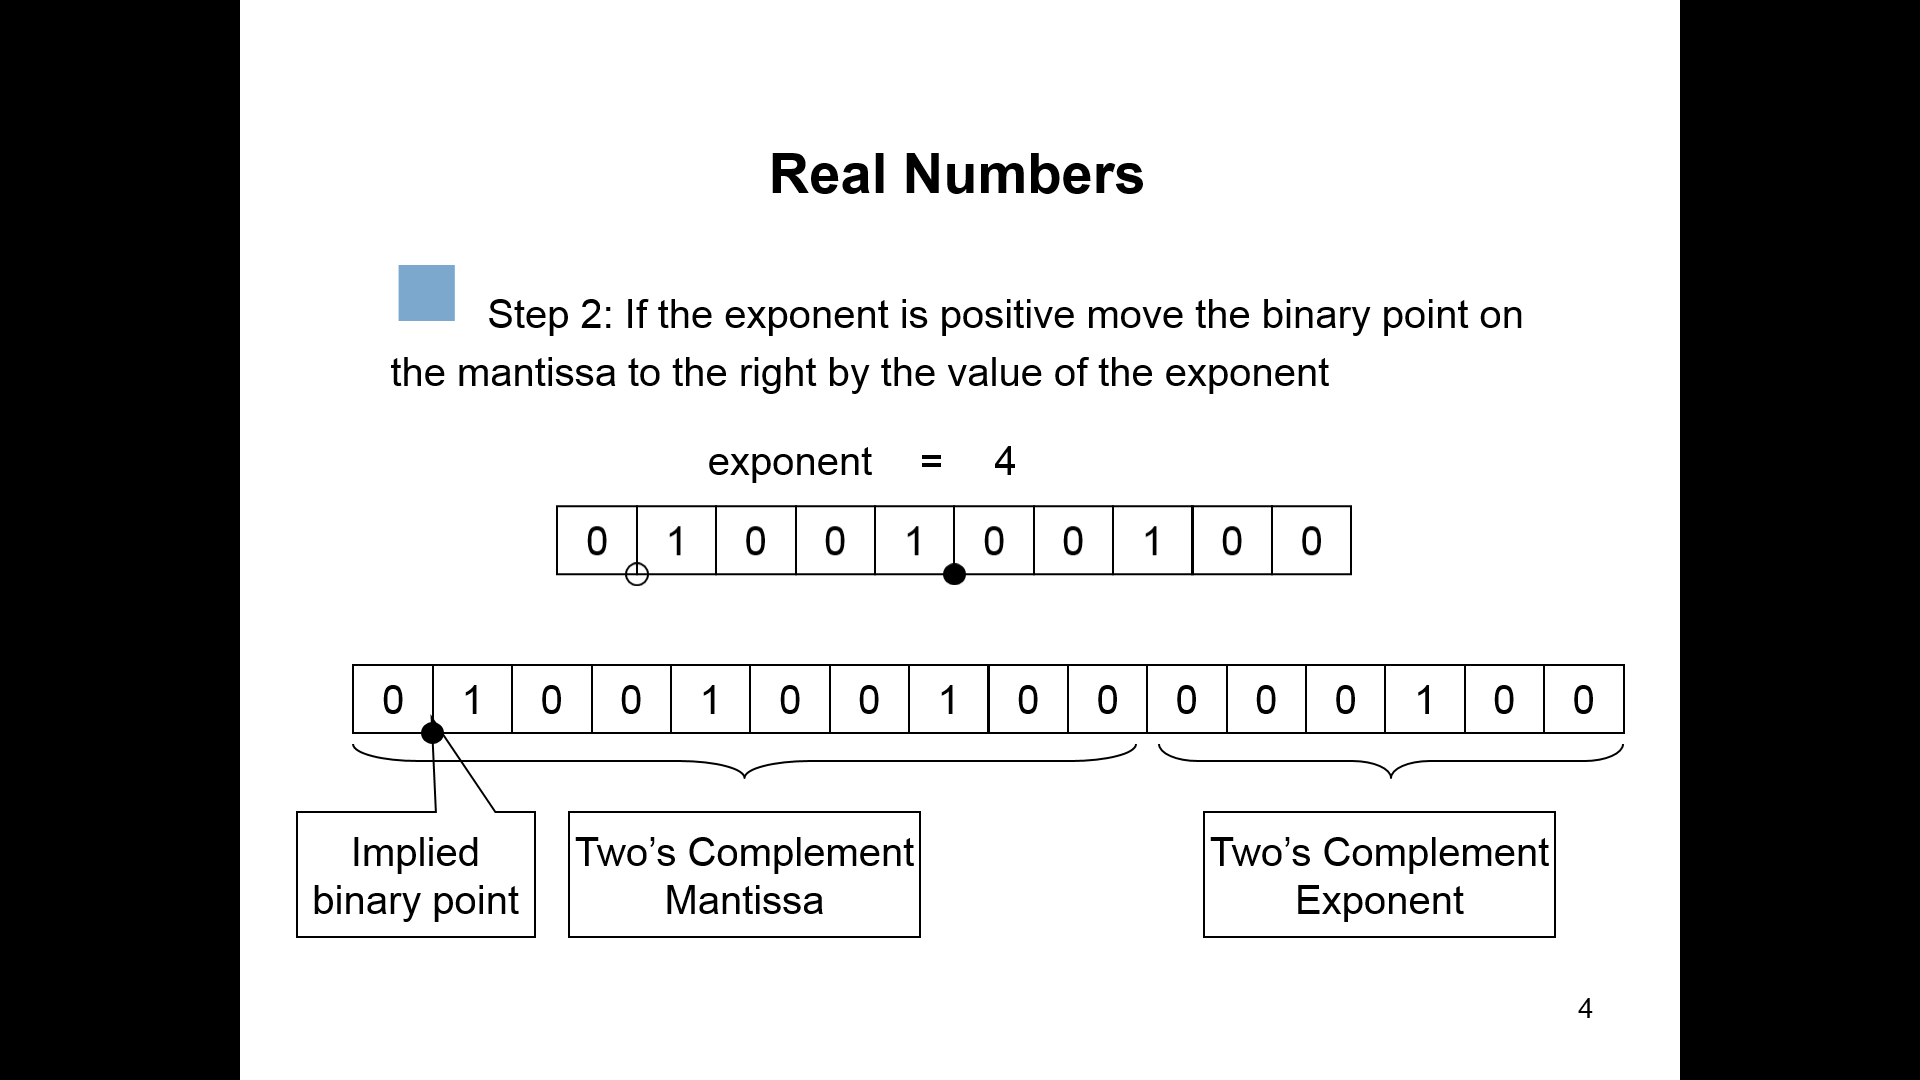 Real Numbers
Step 2: If the exponent is positive move the binary point on
the mantissa to the right by the value of the exponent
exponent = 4
0 1 0 0 1 0 0 1 0 0
0 1 0 0 1 0 0 1 0 0 0 0 0 1 0 0
Implied
binary point
Two’s Complement
Mantissa
Two’s Complement
Exponent
4